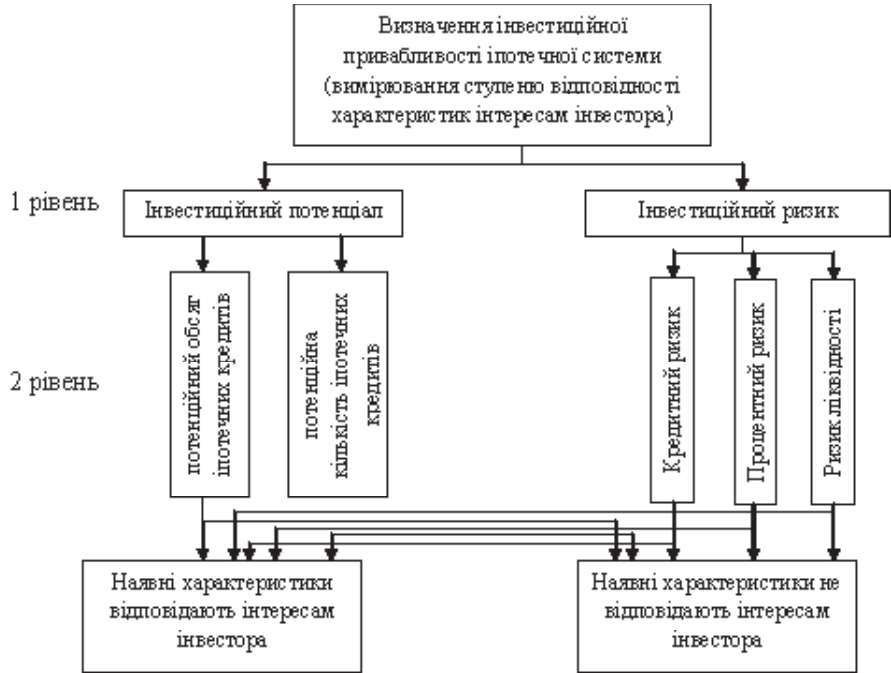 Визначення інвестиційної
привабливості іпотечної системи
(вимірювання ступеню відповідності
характеристик інтересам інвестора)
1 рівень
Інвестиційний потенціал
Інвестиційний ризик
2 рівень
потенційний обсяг
іпотечних кредитів
потенційна
кількість іпотечних
кредитів
Кредитний ризик
Процентний ризик
Ризик ліквідності
Наявні характеристики
відповідають інтересам
інвестора
Наявні характеристики не
відповідають інтересам
інвестора